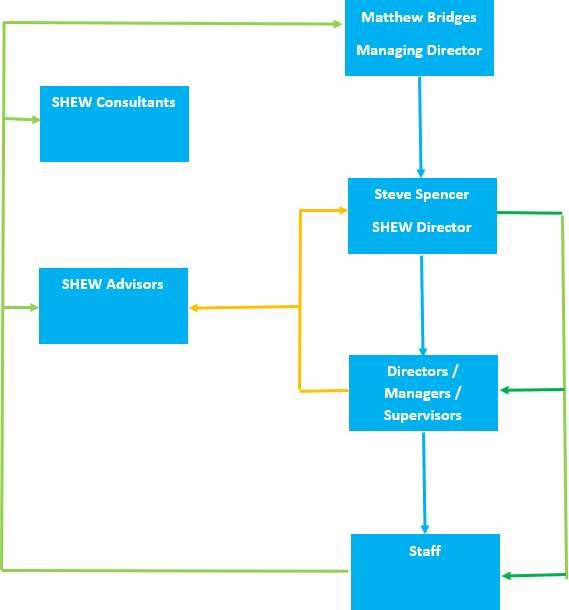 Matthew Bridges
Managing Director
SHEW Consultants
Steve Spencer
SHEW Director
SHEW Advisors
Directors /
Managers /
Supervisors
Staff